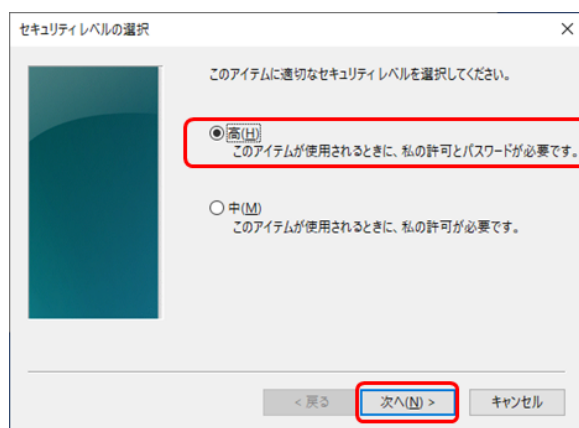 セキュリティ レベルの選択
このアイテムに適切なセキュリティ レベルを選択してください。
高(H)
このアイテムが使用されるときに、私の許可とパスワードが必要です。
中(M)
このアイテムが使用されるときに、私の許可が必要です。
< 戻る 次へ(N) > キャンセル